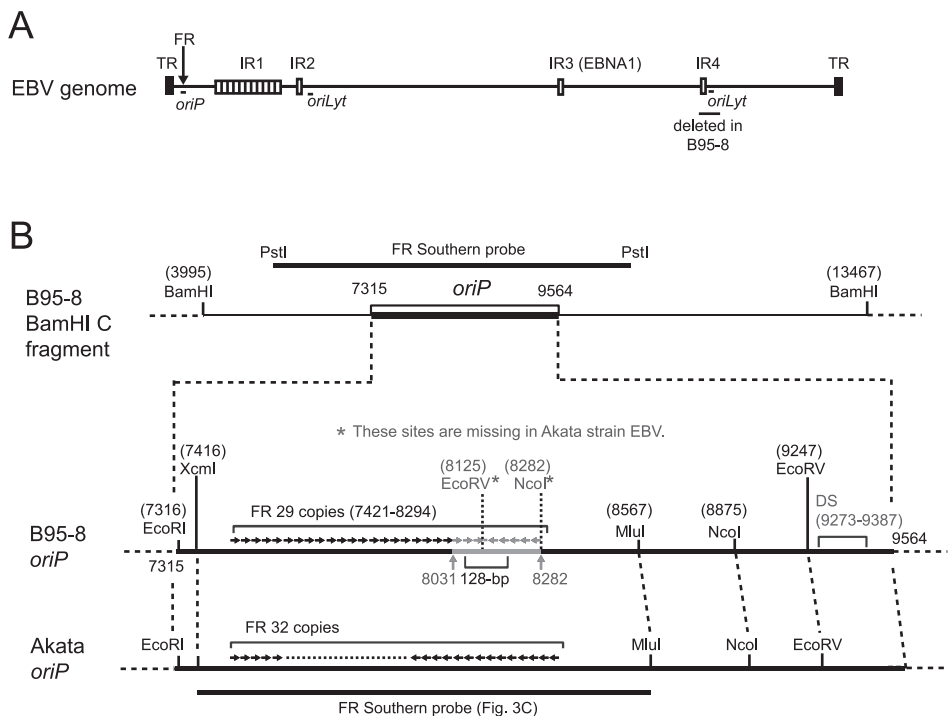 A
FR
TR
IR1
IR2
IR3 (EBNA1)
IR4
TR
EBV genome
oriP
oriLyt
oriLyt
deleted in
B95-8
B
PstI
FR Southern probe
PstI
(3995)
BamHI
7315
oriP
9564
(13467)
BamHI
B95-8
BamHI C
fragment
* These sites are missing in Akata strain EBV.
(7416)
XcmI
(8125)
EcoRV*
(8282)
NcoI*
(9247)
EcoRV
(7316)
EcoRI
FR 29 copies (7421-8294)
(8567)
MluI
(8875)
NcoI
DS
(9273-9387)
B95-8
oriP
7315
9564
8031
128-bp
8282
Akata
oriP
EcoRI
FR 32 copies
MluI
NcoI
EcoRV
FR Southern probe (Fig. 3C)